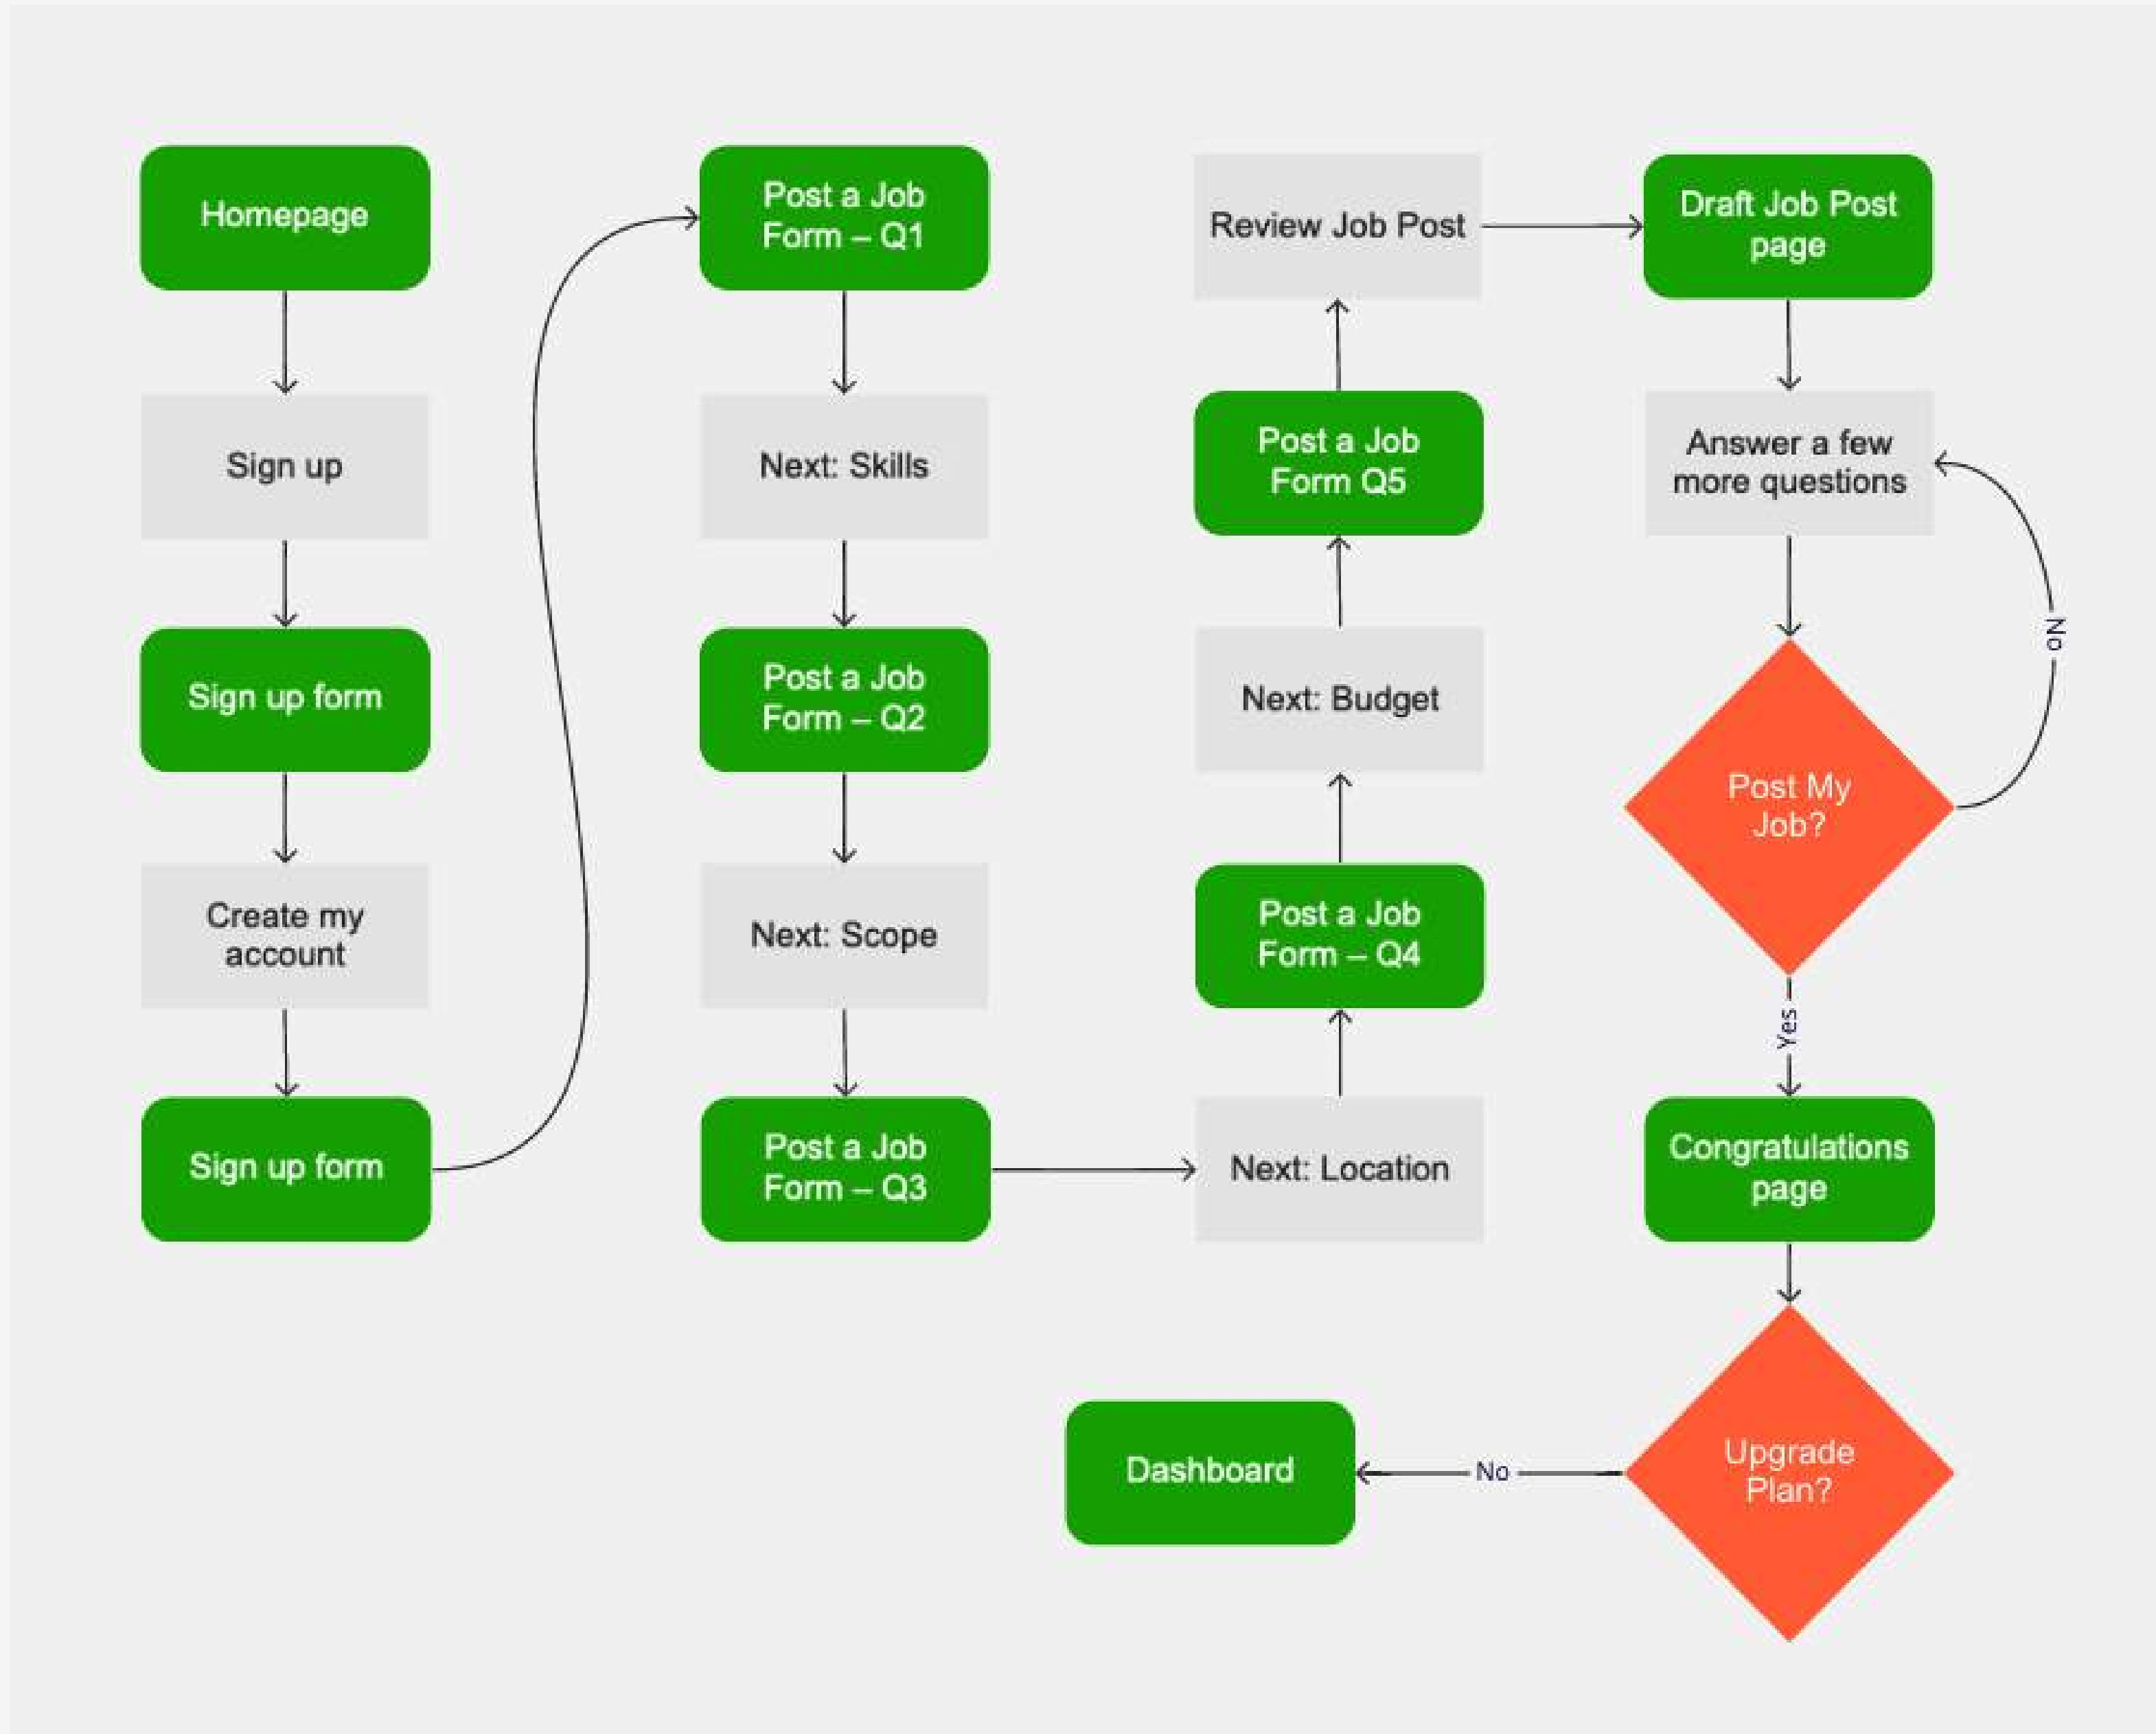 Homepage
Sign up
Sign up form
Create my
account
Sign up form
Post a Job
Form – Q1
Next: Skills
Post a Job
Form – Q2
Next: Scope
Post a Job
Form – Q3
Next: Location
Post a Job
Form – Q4
Next: Budget
Post a Job
Form Q5
Review Job Post
Draft Job Post
page
Answer a few
more questions
No
Post My
Job?
Yes
Congratulations
page
Upgrade
Plan?
No
Dashboard